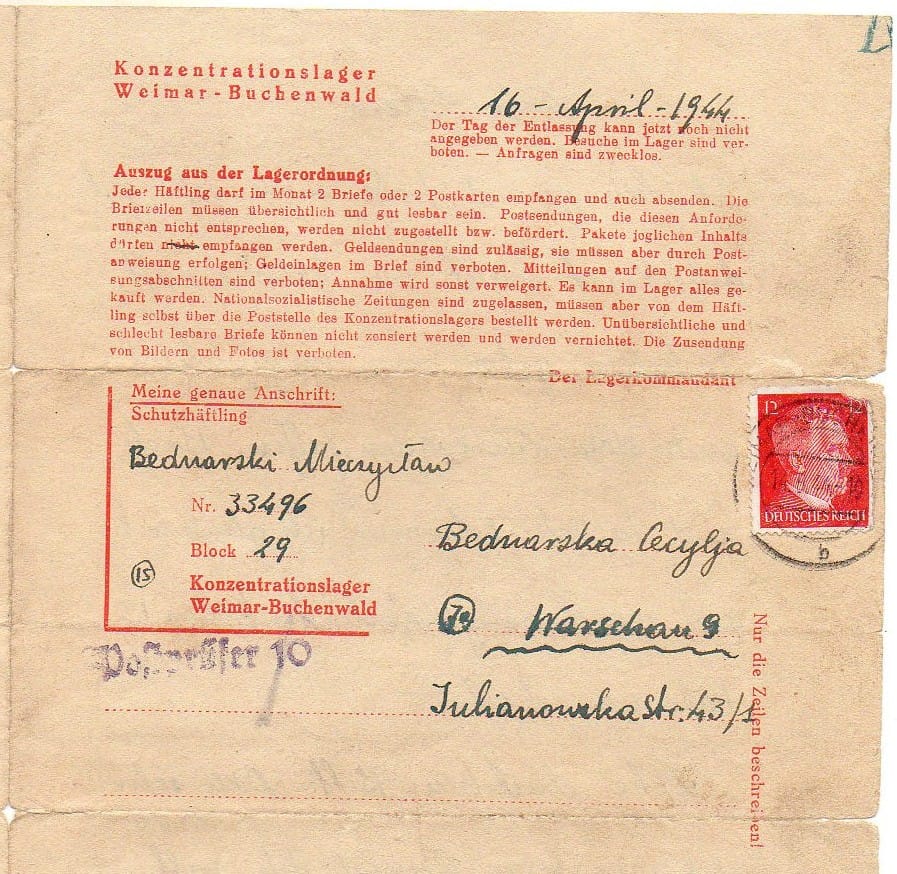 Konzentrationslager
Weimar-Buchenwald
16 - April - 1944
Der Tag der Entlassung kann jetzt noch nicht
angegeben werden. Besuche im Lager sind ver-
boten. — Anfragen sind zwecklos.
Auszug aus der Lagerordnung:
Jeder Häftling darf im Monat 2 Briefe oder 2 Postkarten empfangen und auch absenden. Die
Briefzeilen müssen übersichtlich und gut lesbar sein. Postsendungen, die diesen Anforde-
rungen nicht entsprechen, werden nicht zugestellt bzw. befördert. Pakete jeglichen Inhalts
dürfen nicht empfangen werden. Geldsendungen sind zulässig, sie müssen aber durch Post-
anweisung erfolgen; Geldeinlagen im Brief sind verboten. Mitteilungen auf den Postanwei-
sungsabschnitten sind verboten; Annahme wird sonst verweigert. Es kann im Lager alles ge-
kauft werden. Nationalsozialistische Zeitungen sind zugelassen, müssen aber von dem Häft-
ling selbst über die Poststelle des Konzentrationslagers bestellt werden. Unübersichtliche und
schlecht lesbare Briefe können nicht zensiert werden und werden vernichtet. Die Zusendung
von Bildern und Fotos ist verboten.
Der Lagerkommandant
Meine genaue Anschrift:
Schutzhäftling
Bednarski Mieczysław
Nr. 33496
Block 29
15
Konzentrationslager
Weimar-Buchenwald
12
DEUTSCHES REICH
b
Bednarska Cecylja
Warschau 9
Julianowska Str. 43/1
Postprüfer 10
Nur die Zeilen beschreiben!